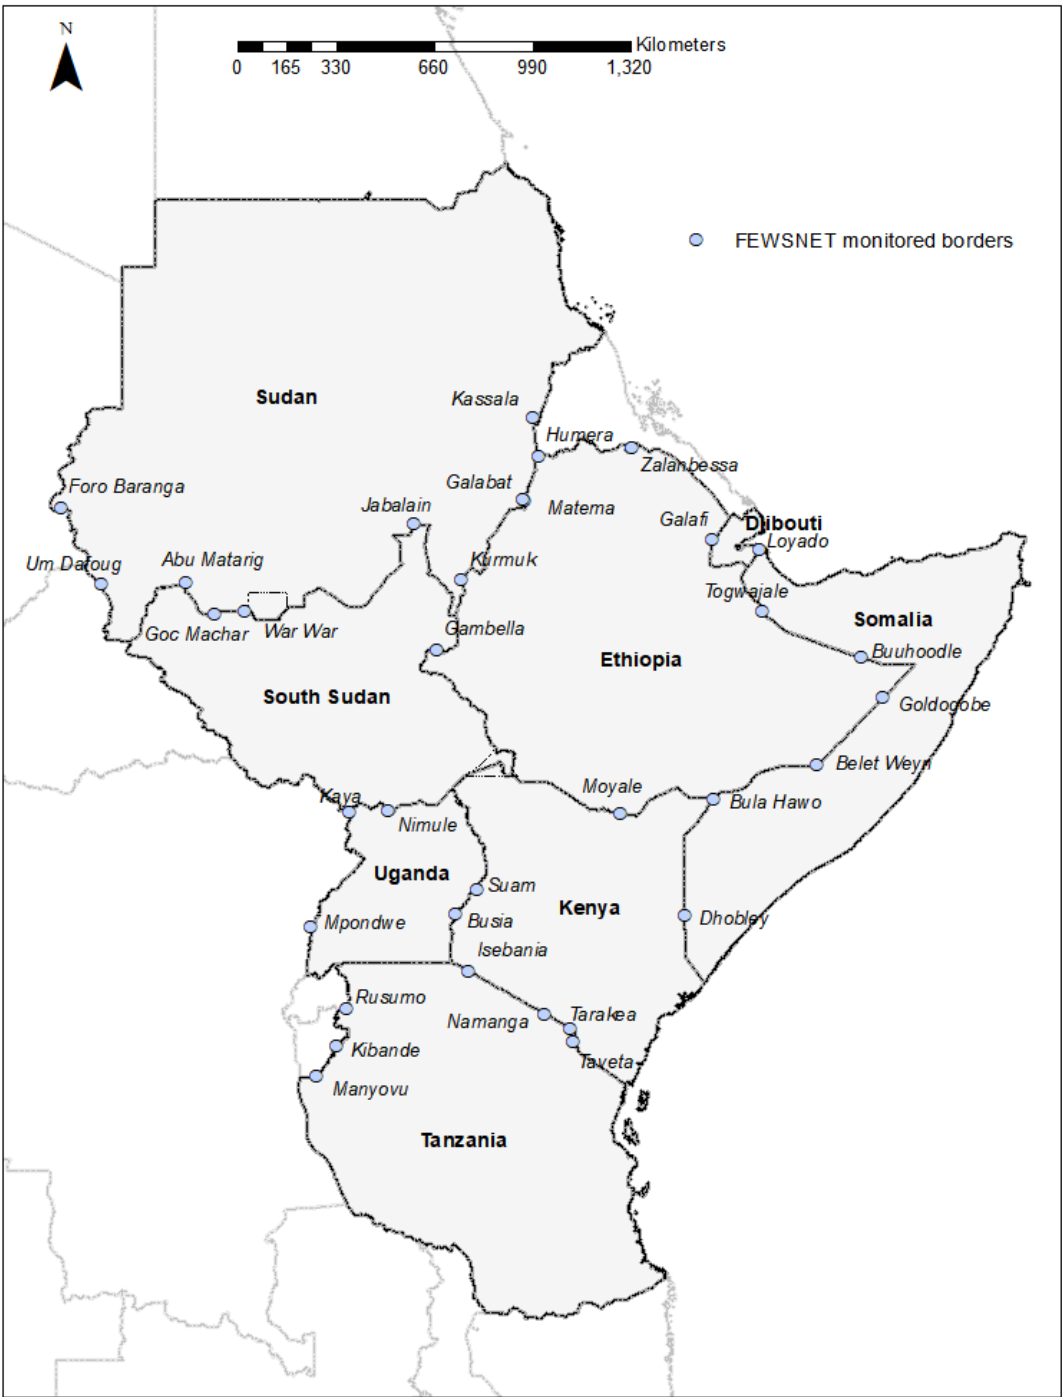 N
Kilometers
0 165 330 660 990 1,320
FEWSNET monitored borders
Sudan
Kassala
Humera
Zalanbessa
Foro Baranga
Galabat
Matema
Jabalain
Galafi
Djibouti
Loyado
Um Dafoug
Abu Matarig
Kurmuk
Togwajale
Somalia
Goc Machar
War War
Gambella
Ethiopia
Buuhoodle
South Sudan
Goldogobe
Belet Weyn
Moyale
Bula Hawo
Kaya
Nimule
Uganda
Suam
Kenya
Mpondwe
Busia
Dhobley
Isebania
Rusumo
Namanga
Tarakea
Kibande
Taveta
Manyovu
Tanzania